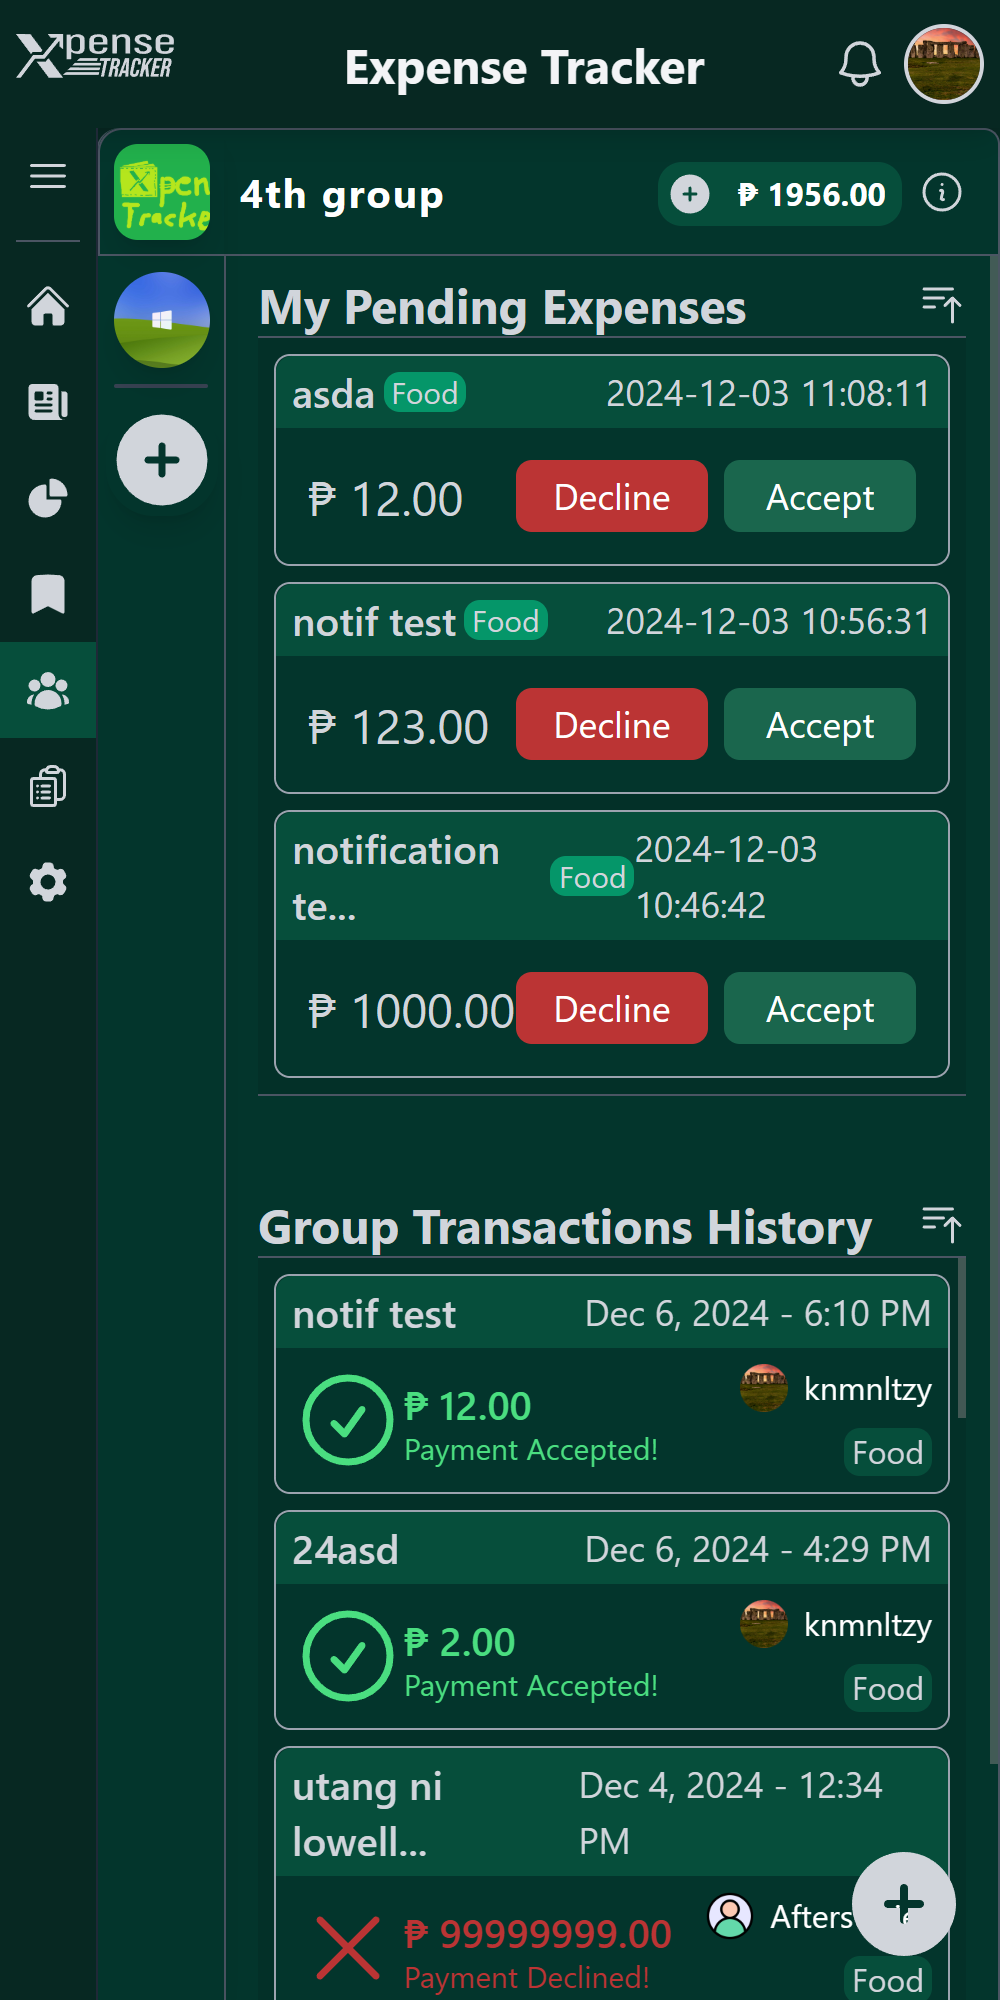 Xpense
TRACKER
Expense Tracker
Xpen
Tracke
4th group
₱ 1956.00
My Pending Expenses
asda Food 2024-12-03 11:08:11
₱ 12.00 Decline Accept
notif test Food 2024-12-03 10:56:31
₱ 123.00 Decline Accept
notification te... Food 2024-12-03 10:46:42
₱ 1000.00 Decline Accept
Group Transactions History
notif test Dec 6, 2024 - 6:10 PM
₱ 12.00 knmnltzy
Payment Accepted! Food
24asd Dec 6, 2024 - 4:29 PM
₱ 2.00 knmnltzy
Payment Accepted! Food
utang ni
lowell...
Dec 4, 2024 - 12:34
PM
₱ 99999999.00 Afters
Payment Declined! Food